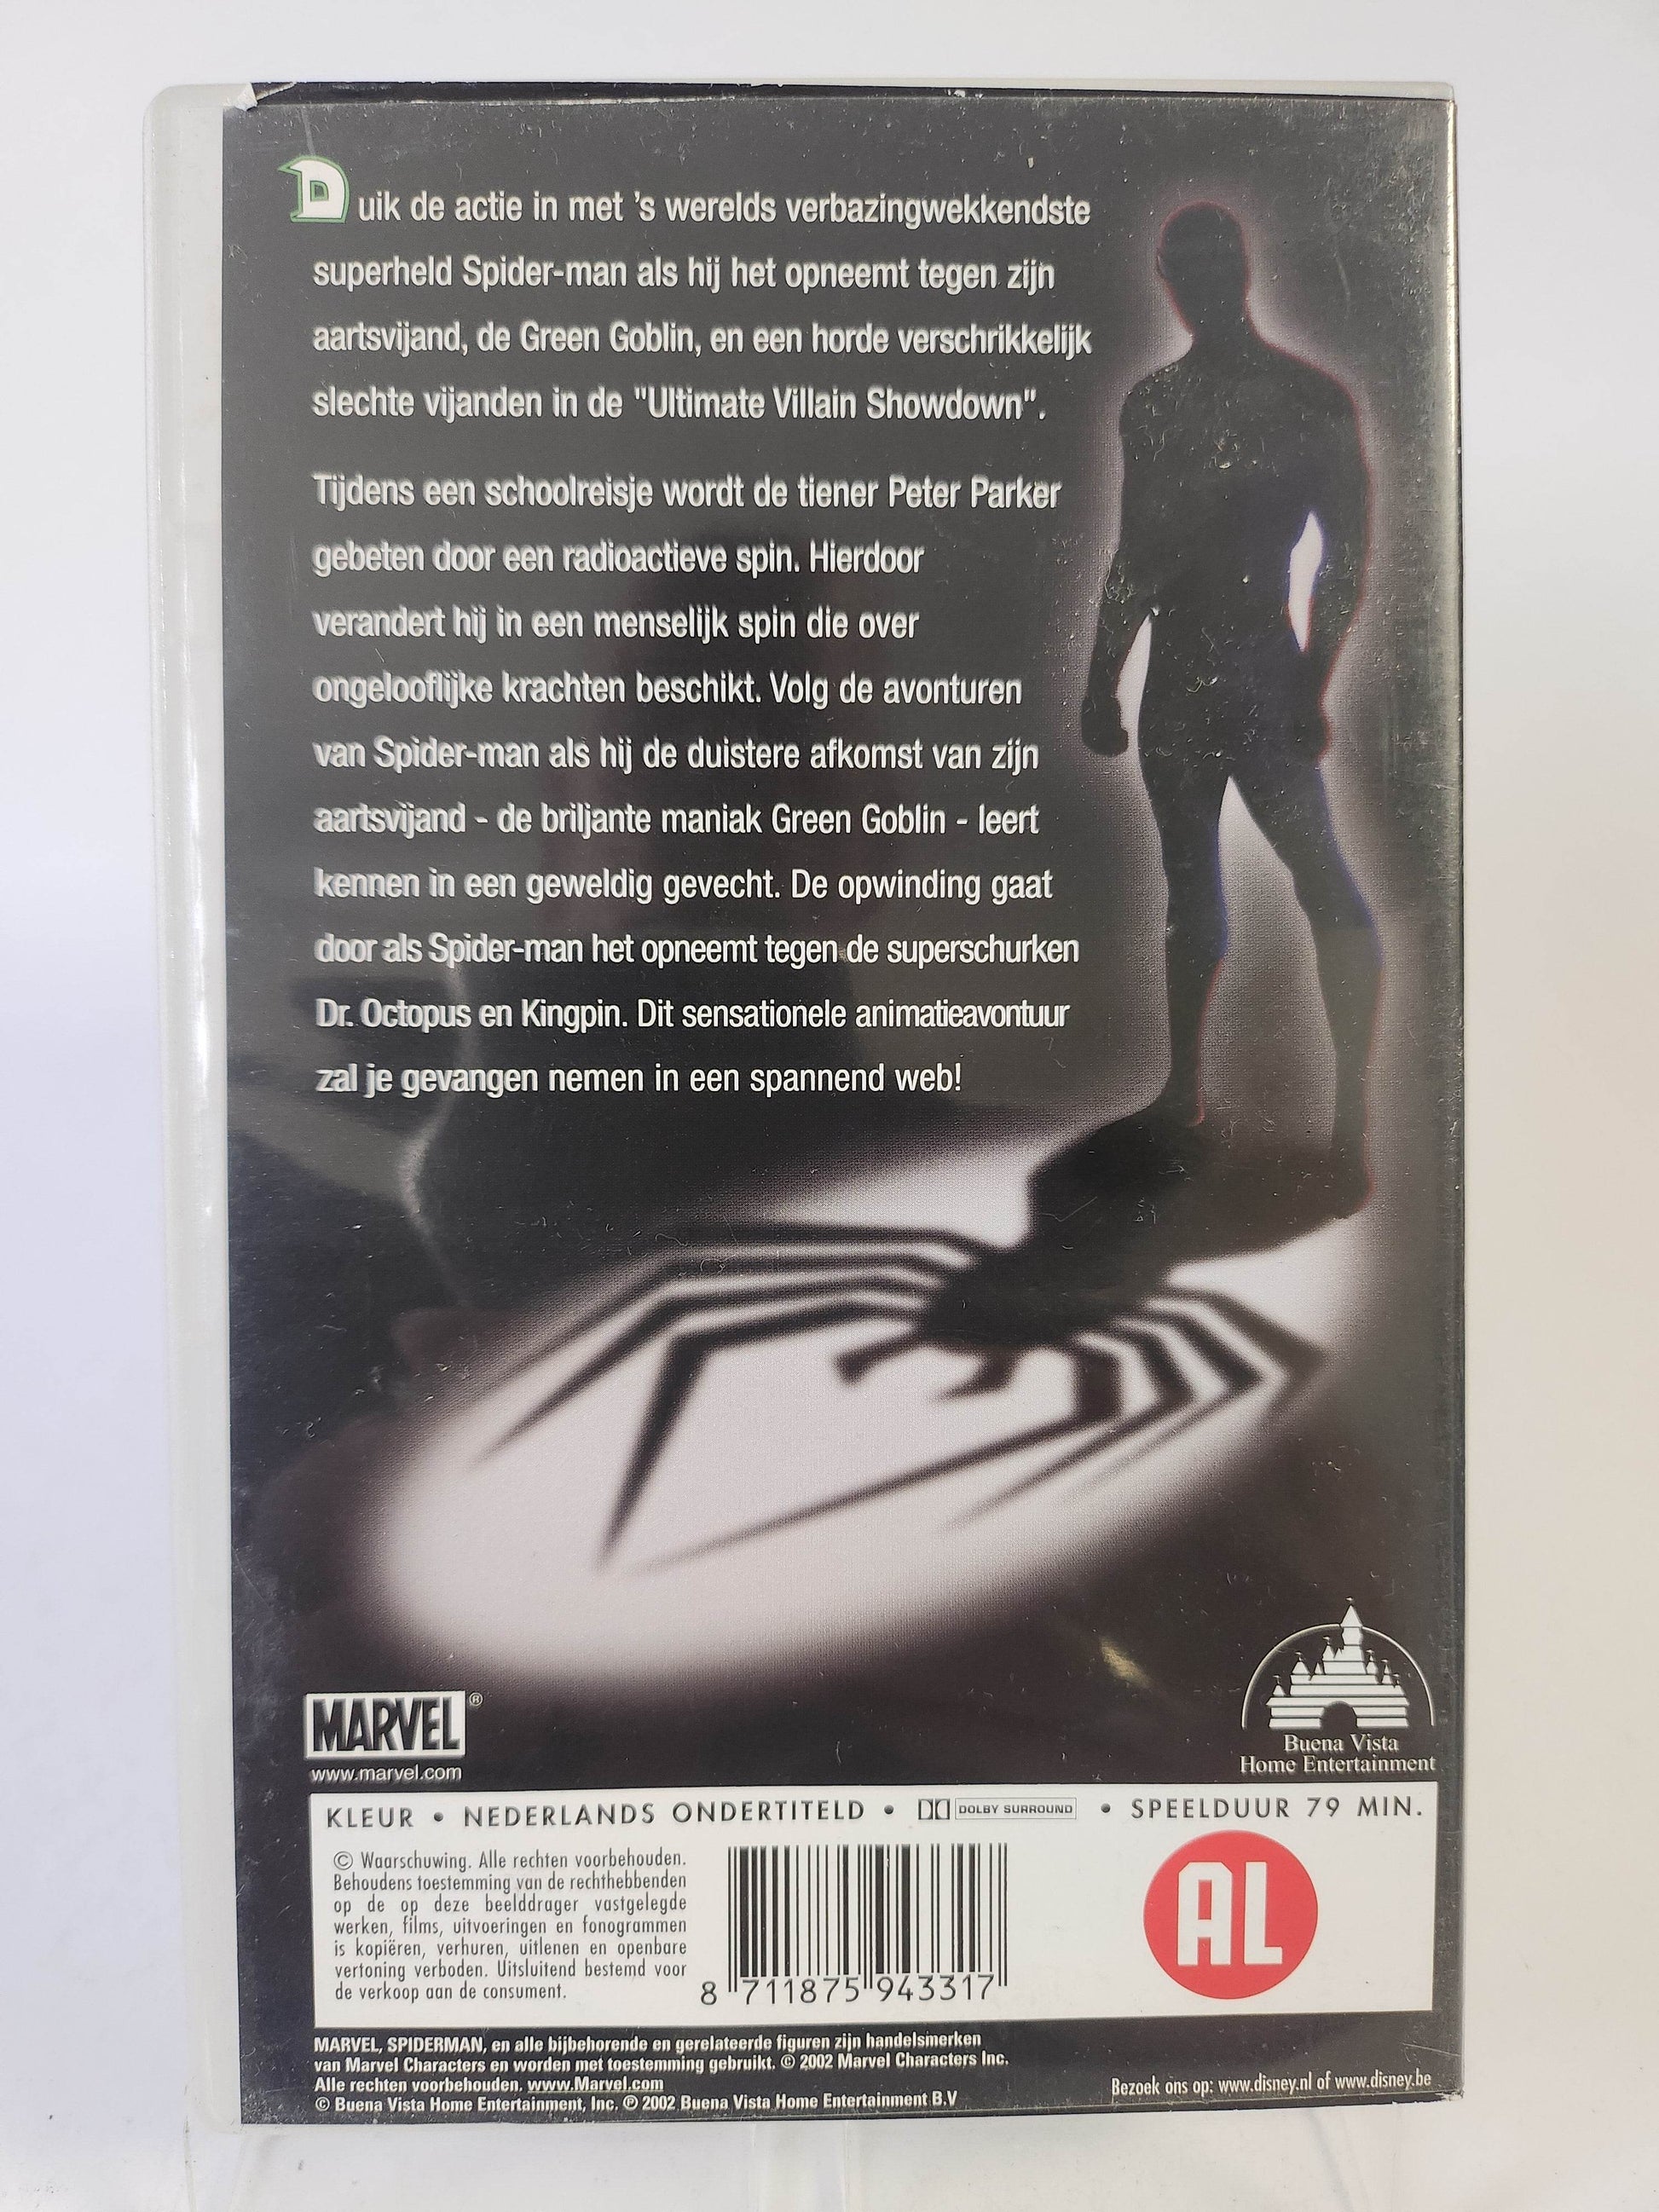 Duik de actie in met 's werelds verbazingwekkendste
superheld Spider-man als hij het opneemt tegen zijn
aartsvijand, de Green Goblin, en een horde verschrikkelijk
slechte vijanden in de "Ultimate Villain Showdown".
Tijdens een schoolreisje wordt de tiener Peter Parker
gebeten door een radioactieve spin. Hierdoor
verandert hij in een menselijk spin die over
ongelooflijke krachten beschikt. Volg de avonturen
van Spider-man als hij de duistere afkomst van zijn
aartsvijand - de briljante maniak Green Goblin - leert
kennen in een geweldig gevecht. De opwinding gaat
door als Spider-man het opneemt tegen de superschurken
Dr. Octopus en Kingpin. Dit sensationele animatieavontuur
zal je gevangen nemen in een spannend web!
MARVEL®
www.marvel.com
Buena Vista
Home Entertainment
KLEUR • NEDERLANDS ONDERTITELD • DOLBY SURROUND • SPEELDUUR 79 MIN.
© Waarschuwing. Alle rechten voorbehouden.
Behoudens toestemming van de rechthebbenden
op de op deze beelddrager vastgelegde
werken, films, uitvoeringen en fonogrammen
is kopiëren, verhuren, uitlenen en openbare
vertoning verboden. Uitsluitend bestemd voor
de verkoop aan de consument.
8 711875 943317
AL
MARVEL, SPIDERMAN, en alle bijbehorende en gerelateerde figuren zijn handelsmerken
van Marvel Characters en worden met toestemming gebruikt. © 2002 Marvel Characters Inc.
Alle rechten voorbehouden. www.Marvel.com
© Buena Vista Home Entertainment, Inc. ℗ 2002 Buena Vista Home Entertainment B.V
Bezoek ons op: www.disney.nl of www.disney.be